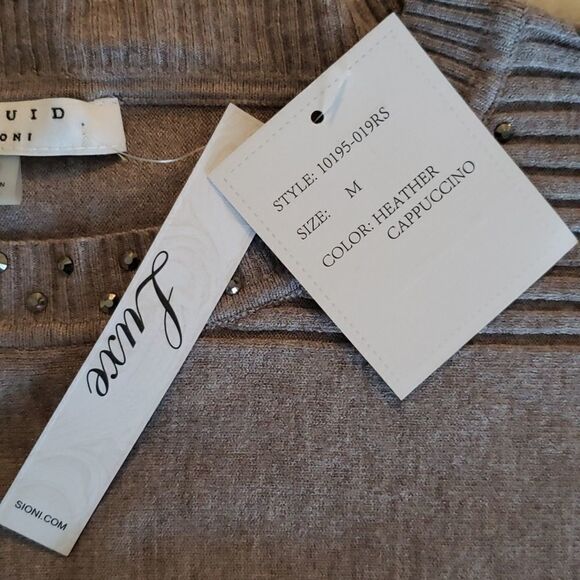 UID
ONI
N
STYLE: 10195-019RS
SIZE: M
COLOR: HEATHER
CAPPUCCINO
Luxe
SIONI.COM